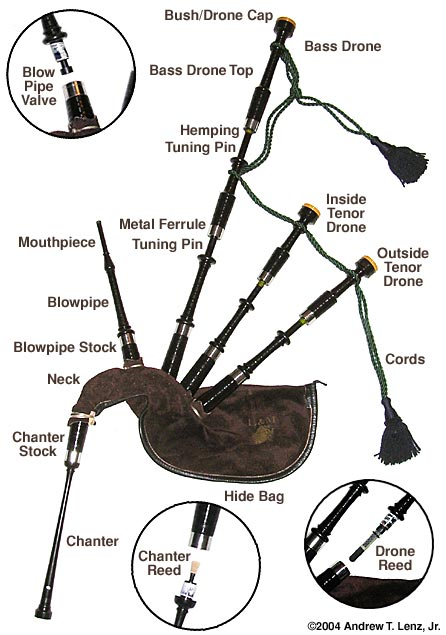 Bush/Drone Cap
Bass Drone
Blow
Pipe
Valve
Bass Drone Top
Hemping
Tuning Pin
Inside
Tenor
Drone
Metal Ferrule
Tuning Pin
Mouthpiece
Outside
Tenor
Drone
Blowpipe
Blowpipe Stock
Cords
Neck
Chanter
Stock
Hide Bag
Chanter
Chanter
Reed
Drone
Reed
©2004 Andrew T. Lenz, Jr.